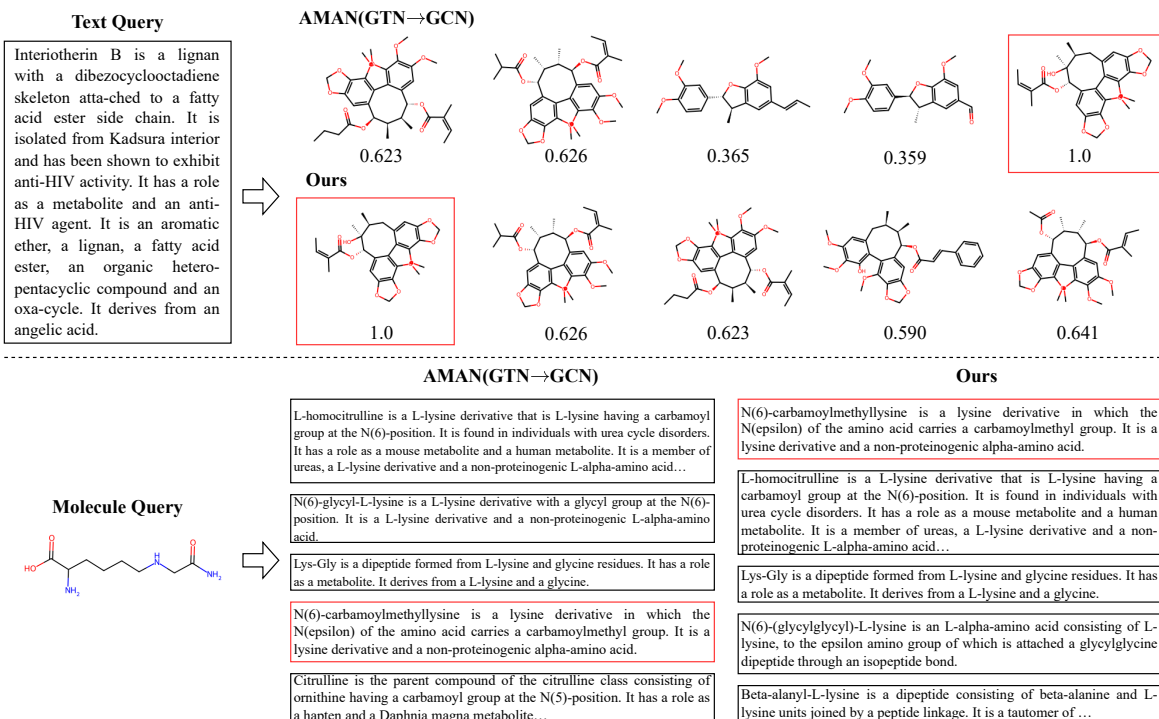 Text Query
Interiotherin B is a lignan
with a dibezocyclooctadiene
skeleton atta-ched to a fatty
acid ester side chain. It is
isolated from Kadsura interior
and has been shown to exhibit
anti-HIV activity. It has a role
as a metabolite and an anti-
HIV agent. It is an aromatic
ether, a lignan, a fatty acid
ester, an organic hetero-
pentacyclic compound and an
oxa-cycle. It derives from an
angelic acid.
AMAN(GTN→GCN)
0.623 0.626 0.365 0.359 1.0
Ours
1.0 0.626 0.623 0.590 0.641
Molecule Query
HO O NH₂ H N O NH₂
AMAN(GTN→GCN)
L-homocitrulline is a L-lysine derivative that is L-lysine having a carbamoyl
group at the N(6)-position. It is found in individuals with urea cycle disorders.
It has a role as a mouse metabolite and a human metabolite. It is a member of
ureas, a L-lysine derivative and a non-proteinogenic L-alpha-amino acid…
N(6)-glycyl-L-lysine is a L-lysine derivative with a glycyl group at the N(6)-
position. It is a L-lysine derivative and a non-proteinogenic L-alpha-amino
acid.
Lys-Gly is a dipeptide formed from L-lysine and glycine residues. It has a role
as a metabolite. It derives from a L-lysine and a glycine.
N(6)-carbamoylmethyllysine is a lysine derivative in which the
N(epsilon) of the amino acid carries a carbamoylmethyl group. It is a
lysine derivative and a non-proteinogenic alpha-amino acid.
Citrulline is the parent compound of the citrulline class consisting of
ornithine having a carbamoyl group at the N(5)-position. It has a role as
a hapten and a Daphnia magna metabolite…
Ours
N(6)-carbamoylmethyllysine is a lysine derivative in which the
N(epsilon) of the amino acid carries a carbamoylmethyl group. It is a
lysine derivative and a non-proteinogenic alpha-amino acid.
L-homocitrulline is a L-lysine derivative that is L-lysine having a
carbamoyl group at the N(6)-position. It is found in individuals with
urea cycle disorders. It has a role as a mouse metabolite and a human
metabolite. It is a member of ureas, a L-lysine derivative and a non-
proteinogenic L-alpha-amino acid…
Lys-Gly is a dipeptide formed from L-lysine and glycine residues. It has
a role as a metabolite. It derives from a L-lysine and a glycine.
N(6)-(glycylglycyl)-L-lysine is an L-alpha-amino acid consisting of L-
lysine, to the epsilon amino group of which is attached a glycylglycine
dipeptide through an isopeptide bond.
Beta-alanyl-L-lysine is a dipeptide consisting of beta-alanine and L-
lysine units joined by a peptide linkage. It is a tautomer of …